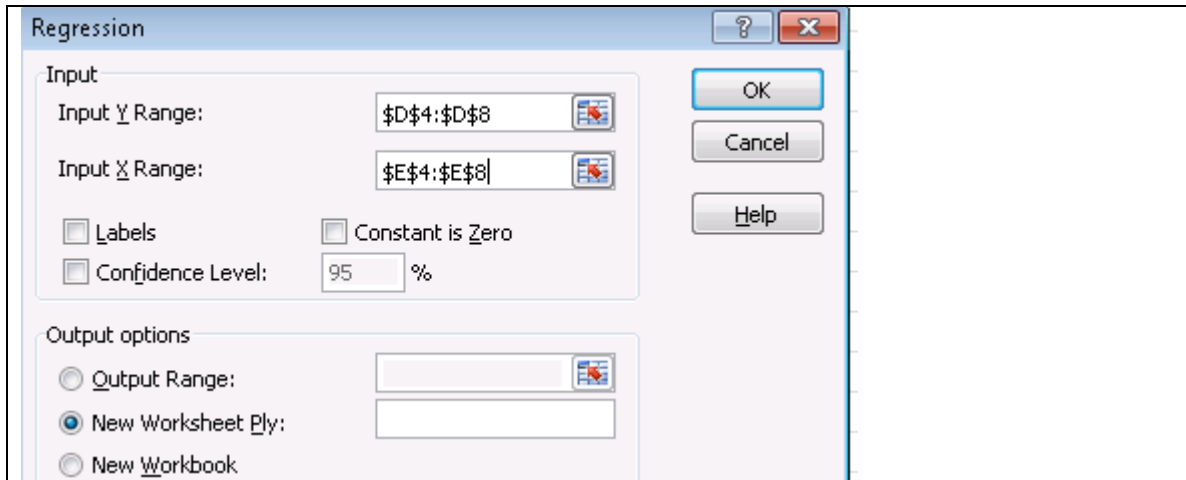 Regression
Input
Input Y Range: $D$4:$D$8
Input X Range: $E$4:$E$8
Labels Constant is Zero
Confidence Level: 95 %
Output options
Output Range:
New Worksheet Ply:
New Workbook
?
OK
Cancel
Help